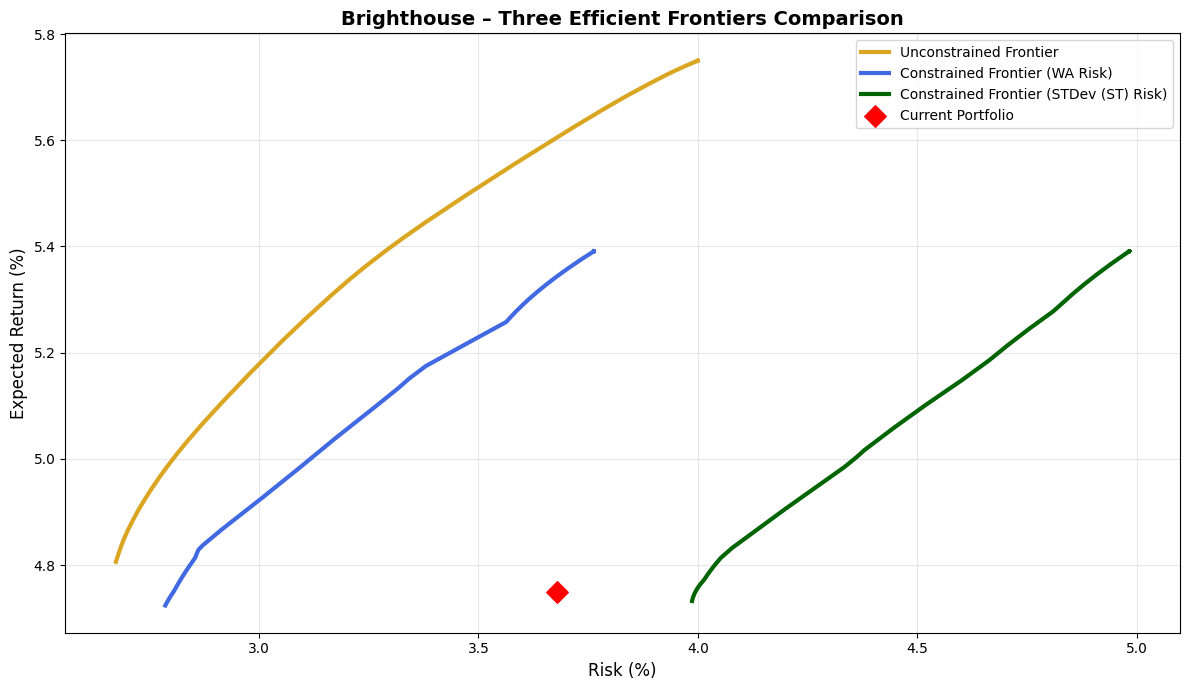 Brighthouse – Three Efficient Frontiers Comparison
Unconstrained Frontier
Constrained Frontier (WA Risk)
Constrained Frontier (STDev (ST) Risk)
Current Portfolio
Expected Return (%)
5.8
5.6
5.4
5.2
5.0
4.8
3.0
3.5
4.0
4.5
5.0
Risk (%)